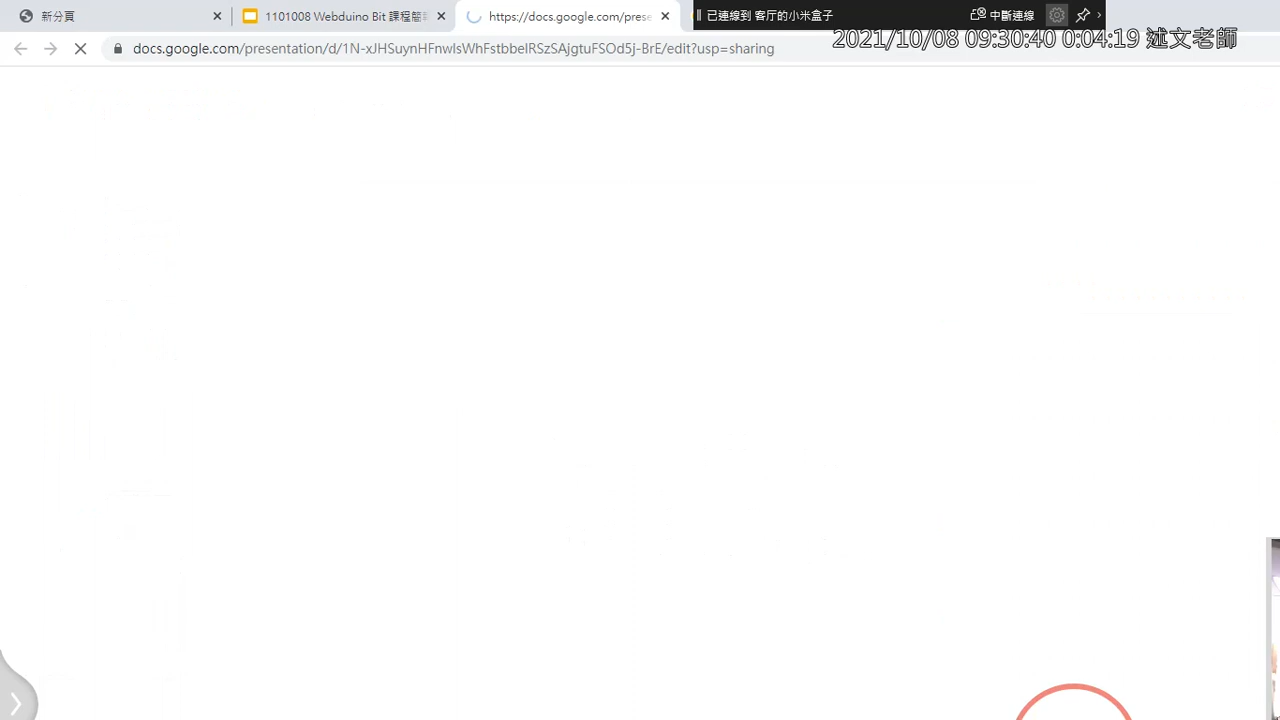 新分頁
1101008 Webduino Bit 課程簡
https://docs.google.com/prese
已連線到 客厅的小米盒子
中斷連線
2021/10/08 09:30:40 0:04:19 述文老師
docs.google.com/presentation/d/1N-xJHSuynHFnwIsWhFstbbeIRSzSAjgtuFSOd5j-BrE/edit?usp=sharing